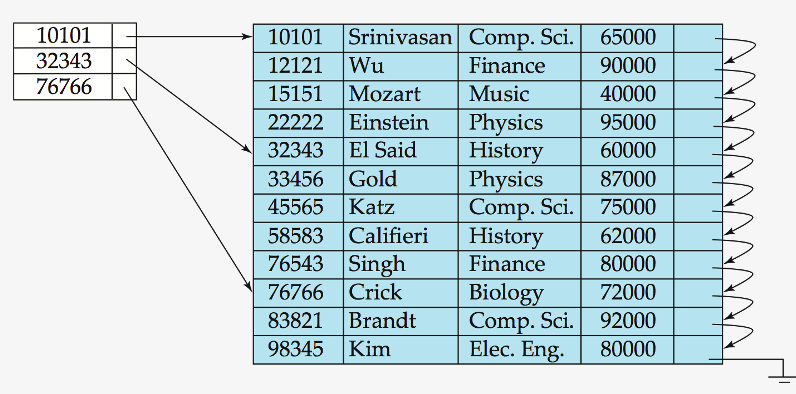 10101
32343
76766
10101 Srinivasan Comp. Sci. 65000
12121 Wu Finance 90000
15151 Mozart Music 40000
22222 Einstein Physics 95000
32343 El Said History 60000
33456 Gold Physics 87000
45565 Katz Comp. Sci. 75000
58583 Califieri History 62000
76543 Singh Finance 80000
76766 Crick Biology 72000
83821 Brandt Comp. Sci. 92000
98345 Kim Elec. Eng. 80000